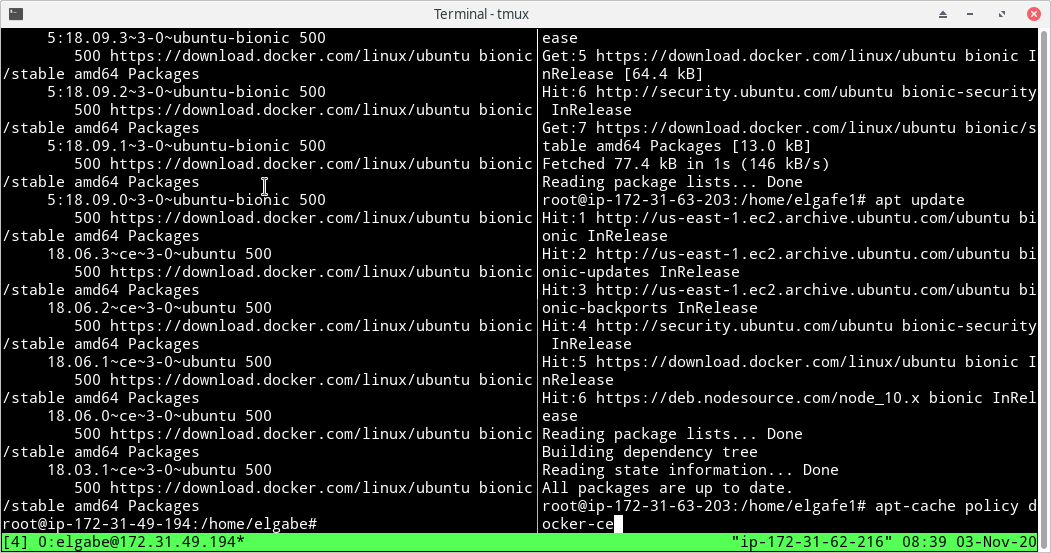 Terminal - tmux
5:18.09.3~3-0~ubuntu-bionic 500
500 https://download.docker.com/linux/ubuntu bionic
/stable amd64 Packages
5:18.09.2~3-0~ubuntu-bionic 500
500 https://download.docker.com/linux/ubuntu bionic
/stable amd64 Packages
5:18.09.1~3-0~ubuntu-bionic 500
500 https://download.docker.com/linux/ubuntu bionic
/stable amd64 Packages
5:18.09.0~3-0~ubuntu-bionic 500
500 https://download.docker.com/linux/ubuntu bionic
/stable amd64 Packages
18.06.3~ce~3-0~ubuntu 500
500 https://download.docker.com/linux/ubuntu bionic
/stable amd64 Packages
18.06.2~ce~3-0~ubuntu 500
500 https://download.docker.com/linux/ubuntu bionic
/stable amd64 Packages
18.06.1~ce~3-0~ubuntu 500
500 https://download.docker.com/linux/ubuntu bionic
/stable amd64 Packages
18.06.0~ce~3-0~ubuntu 500
500 https://download.docker.com/linux/ubuntu bionic
/stable amd64 Packages
18.03.1~ce~3-0~ubuntu 500
500 https://download.docker.com/linux/ubuntu bionic
/stable amd64 Packages
root@ip-172-31-49-194:/home/elgabe#
ease
Get:5 https://download.docker.com/linux/ubuntu bionic I
nRelease [64.4 kB]
Hit:6 http://security.ubuntu.com/ubuntu bionic-security
InRelease
Get:7 https://download.docker.com/linux/ubuntu bionic/s
table amd64 Packages [13.0 kB]
Fetched 77.4 kB in 1s (146 kB/s)
Reading package lists... Done
root@ip-172-31-63-203:/home/elgafe1# apt update
Hit:1 http://us-east-1.ec2.archive.ubuntu.com/ubuntu bi
onic InRelease
Hit:2 http://us-east-1.ec2.archive.ubuntu.com/ubuntu bi
onic-updates InRelease
Hit:3 http://us-east-1.ec2.archive.ubuntu.com/ubuntu bi
onic-backports InRelease
Hit:4 http://security.ubuntu.com/ubuntu bionic-security
InRelease
Hit:5 https://download.docker.com/linux/ubuntu bionic I
nRelease
Hit:6 https://deb.nodesource.com/node_10.x bionic InRel
ease
Reading package lists... Done
Building dependency tree
Reading state information... Done
All packages are up to date.
root@ip-172-31-63-203:/home/elgafe1# apt-cache policy d
ocker-ce
[4] 0:elgabe@172.31.49.194* "ip-172-31-62-216" 08:39 03-Nov-20